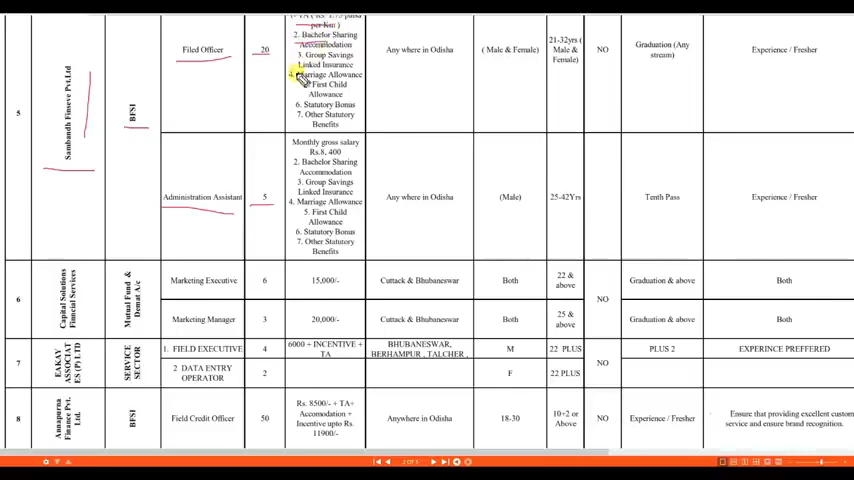 (- TA ( Rs. 1.75 paisa
per Km )
2. Bachelor Sharing
Accommodation
3. Group Savings
Linked Insurance
4. Marriage Allowance
First Child
Allowance
6. Statutory Bonus
7. Other Statutory
Benefits
5
Sambandh Finseve Pvt.Ltd
BFSI
Filed Officer
20
Any where in Odisha
( Male & Female)
21-32yrs (
Male &
Female)
NO
Graduation (Any
stream)
Experience / Fresher
Administration Assistant
5
Monthly gross salary
Rs.8, 400
2. Bachelor Sharing
Accommodation
3. Group Savings
Linked Insurance
4. Marriage Allowance
5. First Child
Allowance
6. Statutory Bonus
7. Other Statutory
Benefits
Any where in Odisha
(Male)
25-42Yrs
Tenth Pass
Experience / Fresher
6
Capital Solutions
Fimcial Services
Mutual Fund &
Demat A/c
Marketing Executive
6
15,000/-
Cuttack & Bhubaneswar
Both
22 &
above
NO
Graduation & above
Both
Marketing Manager
3
20,000/-
Cuttack & Bhubaneswar
Both
25 &
above
Graduation & above
Both
7
EAKAY
ASSOCIAT
ES (P) LTD
SERVICE
SECTOR
1. FIELD EXECUTIVE
4
6000 + INCENTIVE +
TA
BHUBANESWAR,
BERHAMPUR , TALCHER ,
M
22 PLUS
NO
PLUS 2
EXPERINCE PREFFERED
2 DATA ENTRY
OPERATOR
2
F
22 PLUS
8
Annapurna
Finance Pvt.
Ltd.
BFSI
Field Credit Officer
50
Rs. 8500/- + TA+
Accomodation +
Incentive upto Rs.
11900/-
Anywhere in Odisha
18-30
10+2 or
Above
NO
Experience / Fresher
Ensure that providing excellent custom
service and ensure brand recognition.
2 of 5